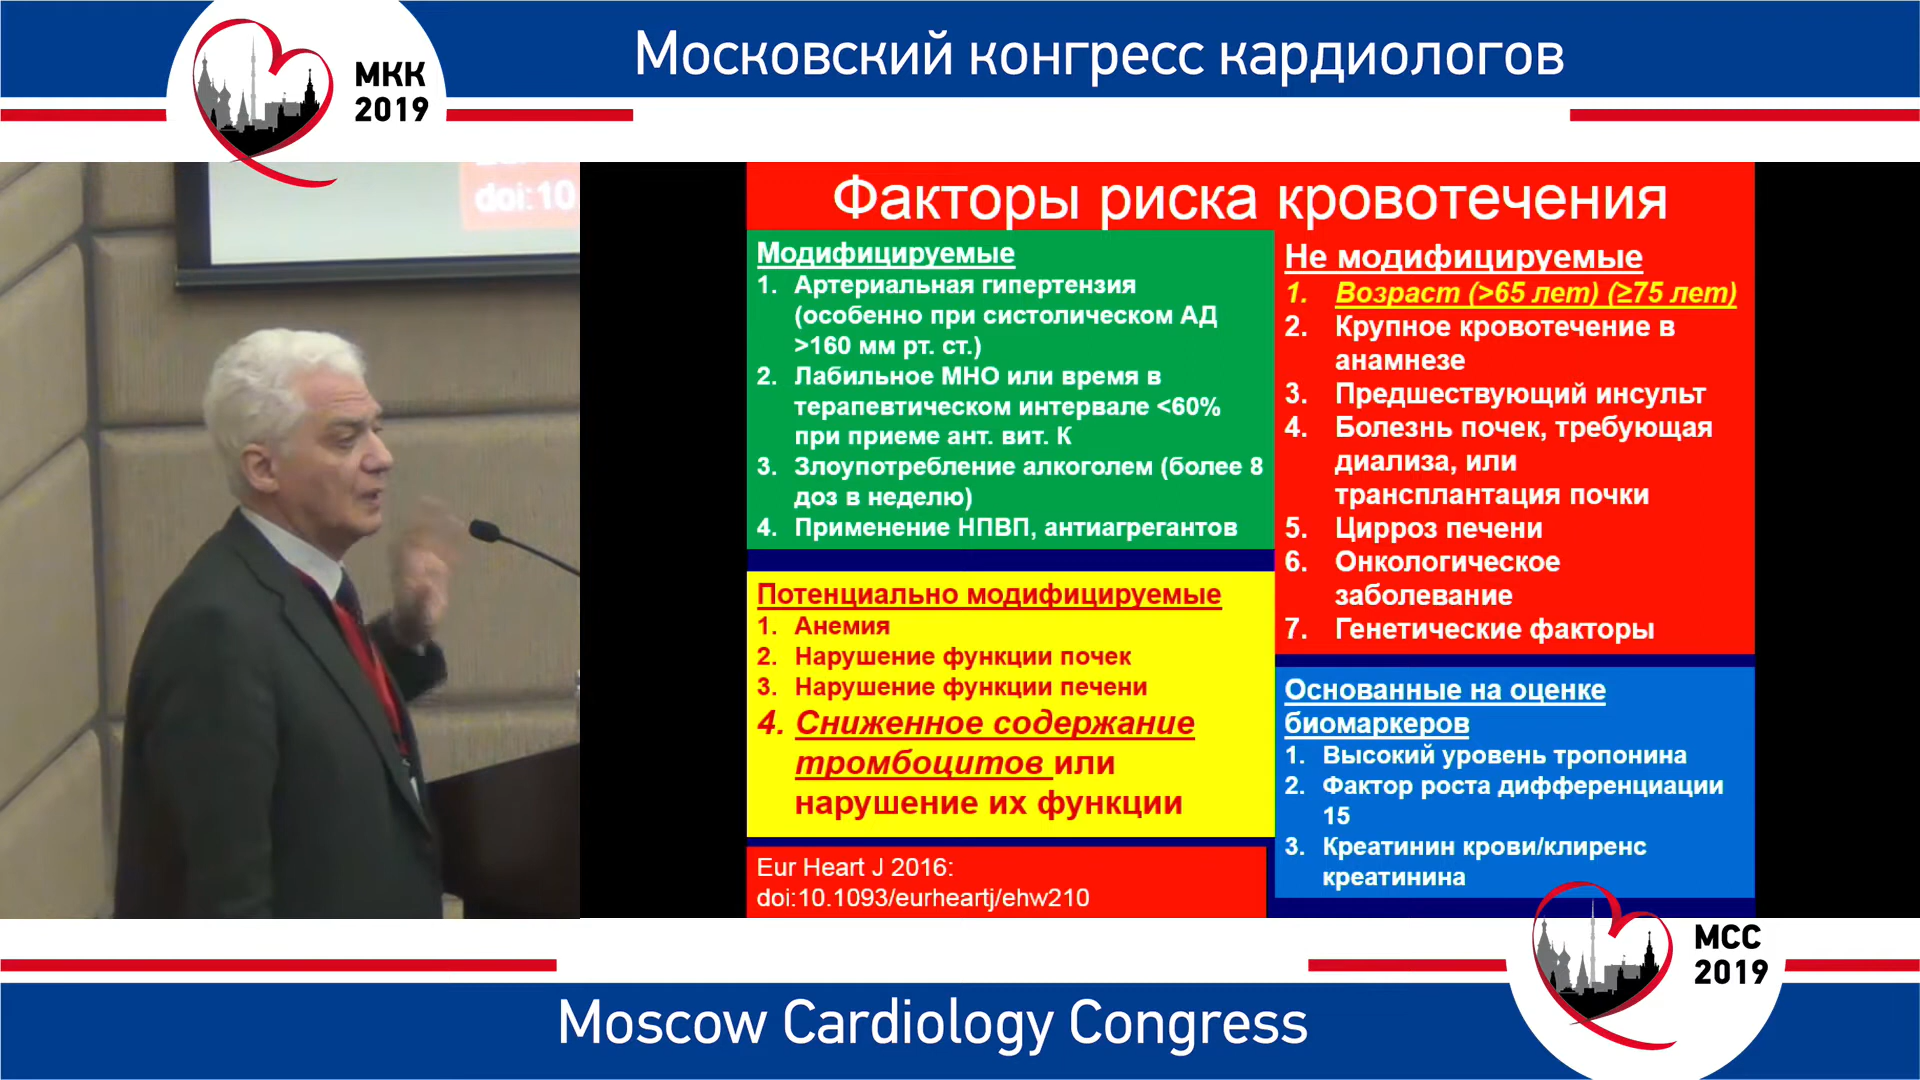 Московский конгресс кардиологов
МКК
2019
doi:10
Факторы риска кровотечения
Модифицируемые
1. Артериальная гипертензия
(особенно при систолическом АД
>160 мм рт. ст.)
2. Лабильное МНО или время в
терапевтическом интервале <60%
при приеме ант. вит. К
3. Злоупотребление алкоголем (более 8
доз в неделю)
4. Применение НПВП, антиагрегантов
Потенциально модифицируемые
1. Анемия
2. Нарушение функции почек
3. Нарушение функции печени
4. Сниженное содержание
тромбоцитов или
нарушение их функции
Eur Heart J 2016:
doi:10.1093/eurheartj/ehw210
Не модифицируемые
1. Возраст (>65 лет) (≥75 лет)
2. Крупное кровотечение в
анамнезе
3. Предшествующий инсульт
4. Болезнь почек, требующая
диализа, или
трансплантация почки
5. Цирроз печени
6. Онкологическое
заболевание
7. Генетические факторы
Основанные на оценке
биомаркеров
1. Высокий уровень тропонина
2. Фактор роста дифференциации
15
3. Креатинин крови/клиренс
креатинина
MCC
2019
Moscow Cardiology Congress